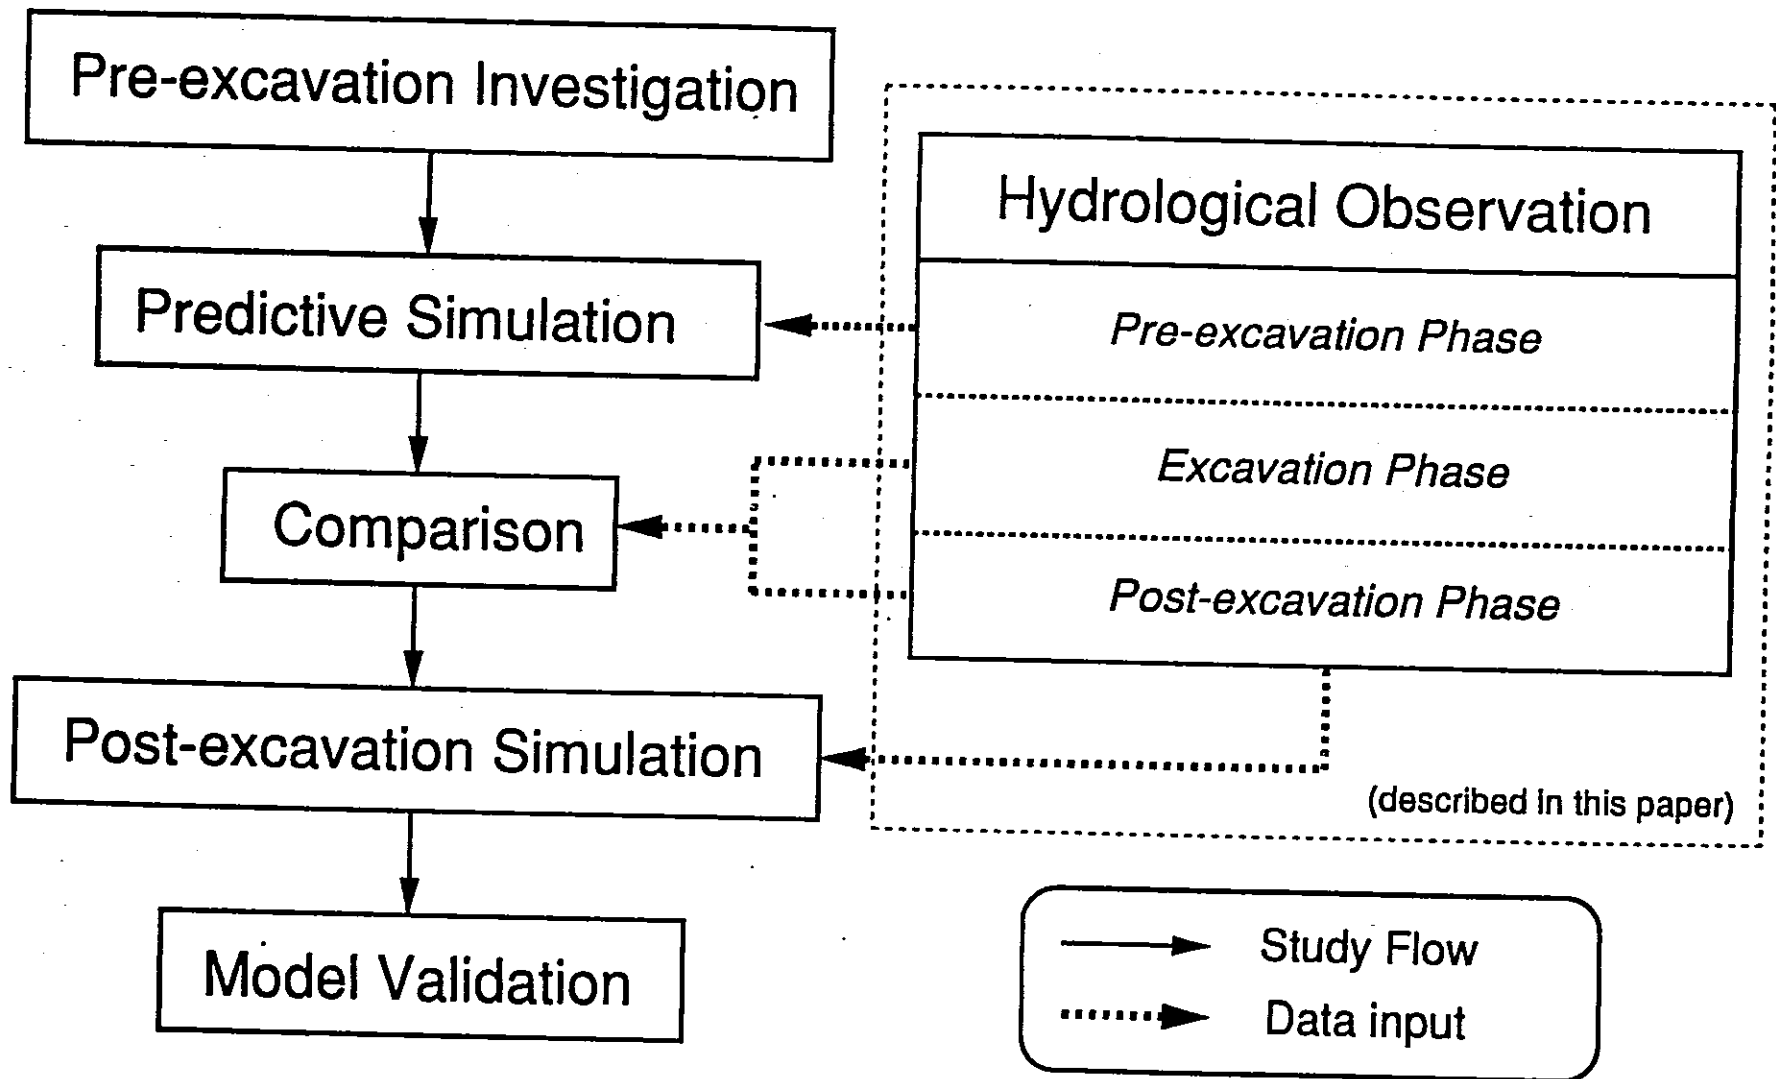 Pre-excavation Investigation
Predictive Simulation
Comparison
Post-excavation Simulation
Model Validation
Hydrological Observation
Pre-excavation Phase
Excavation Phase
Post-excavation Phase
(described in this paper)
Study Flow
Data input